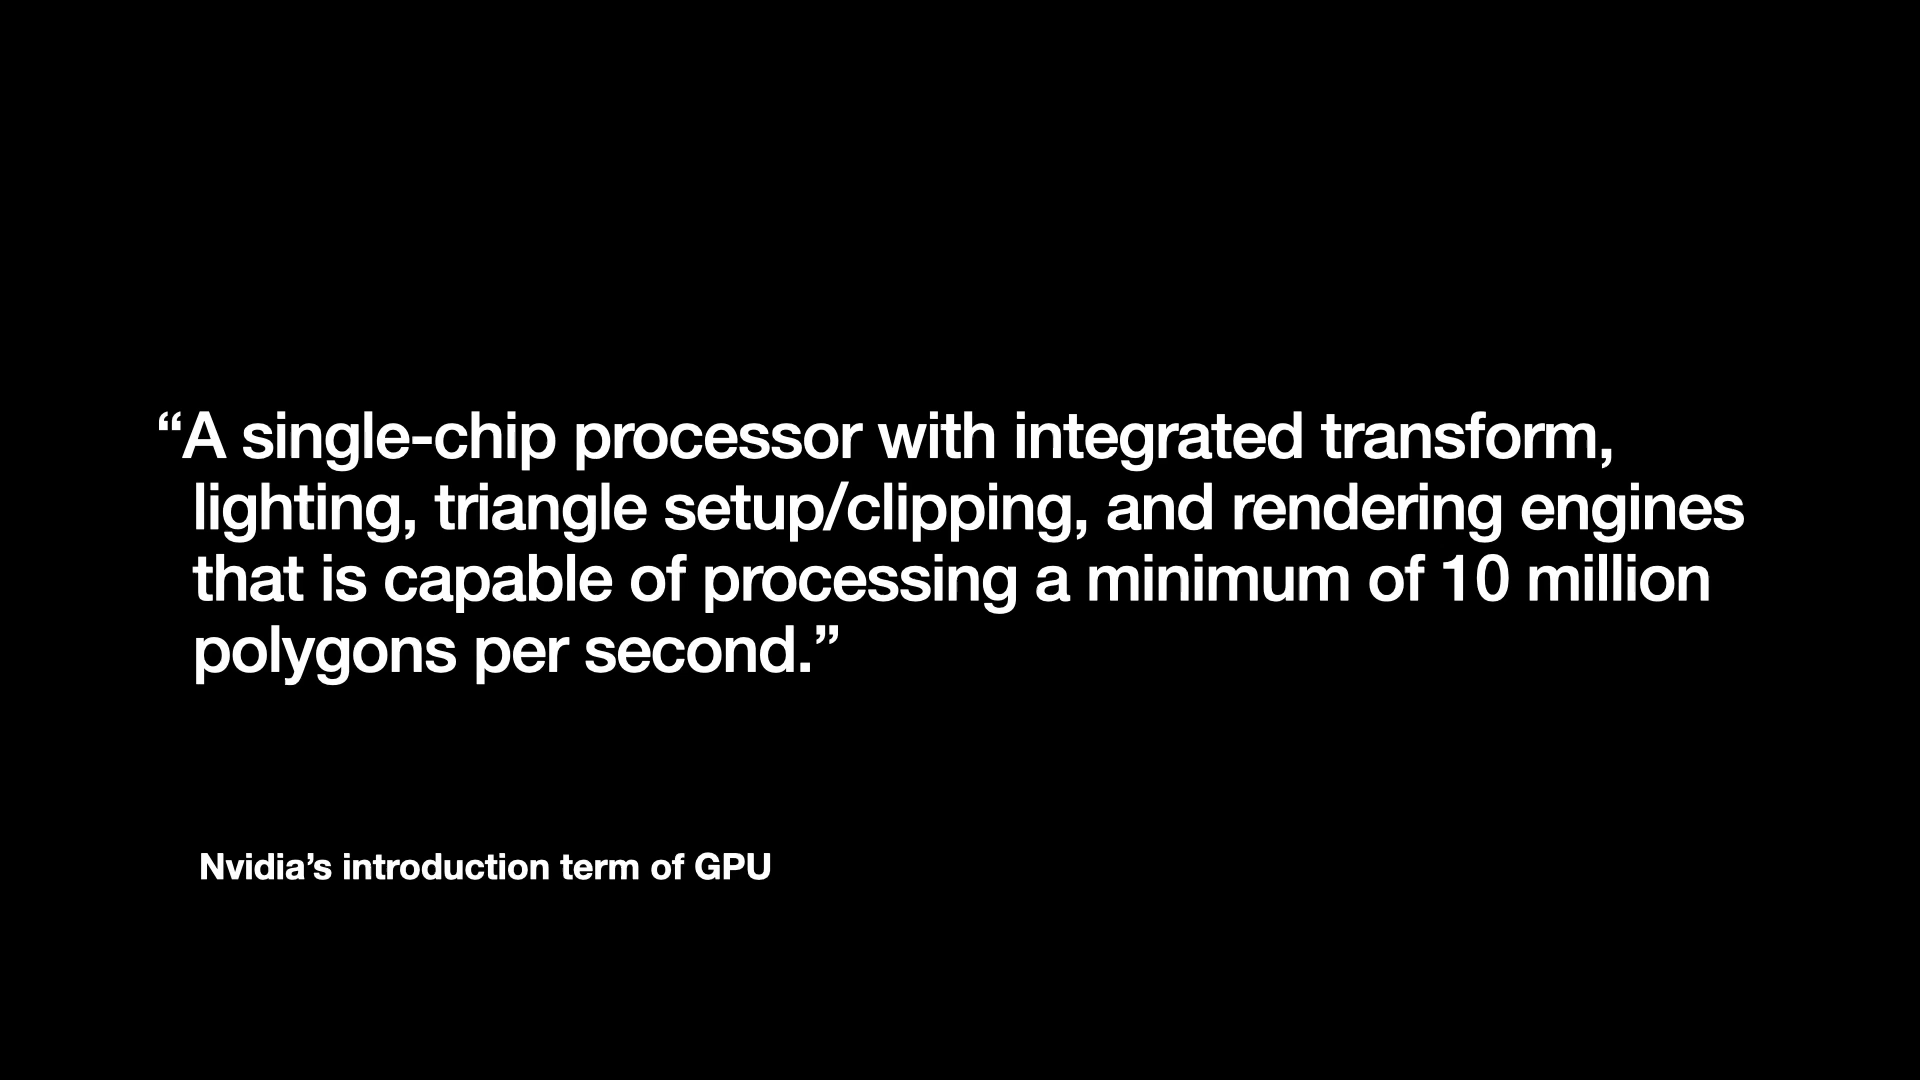 “A single-chip processor with integrated transform,
lighting, triangle setup/clipping, and rendering engines
that is capable of processing a minimum of 10 million
polygons per second.”
Nvidia’s introduction term of GPU